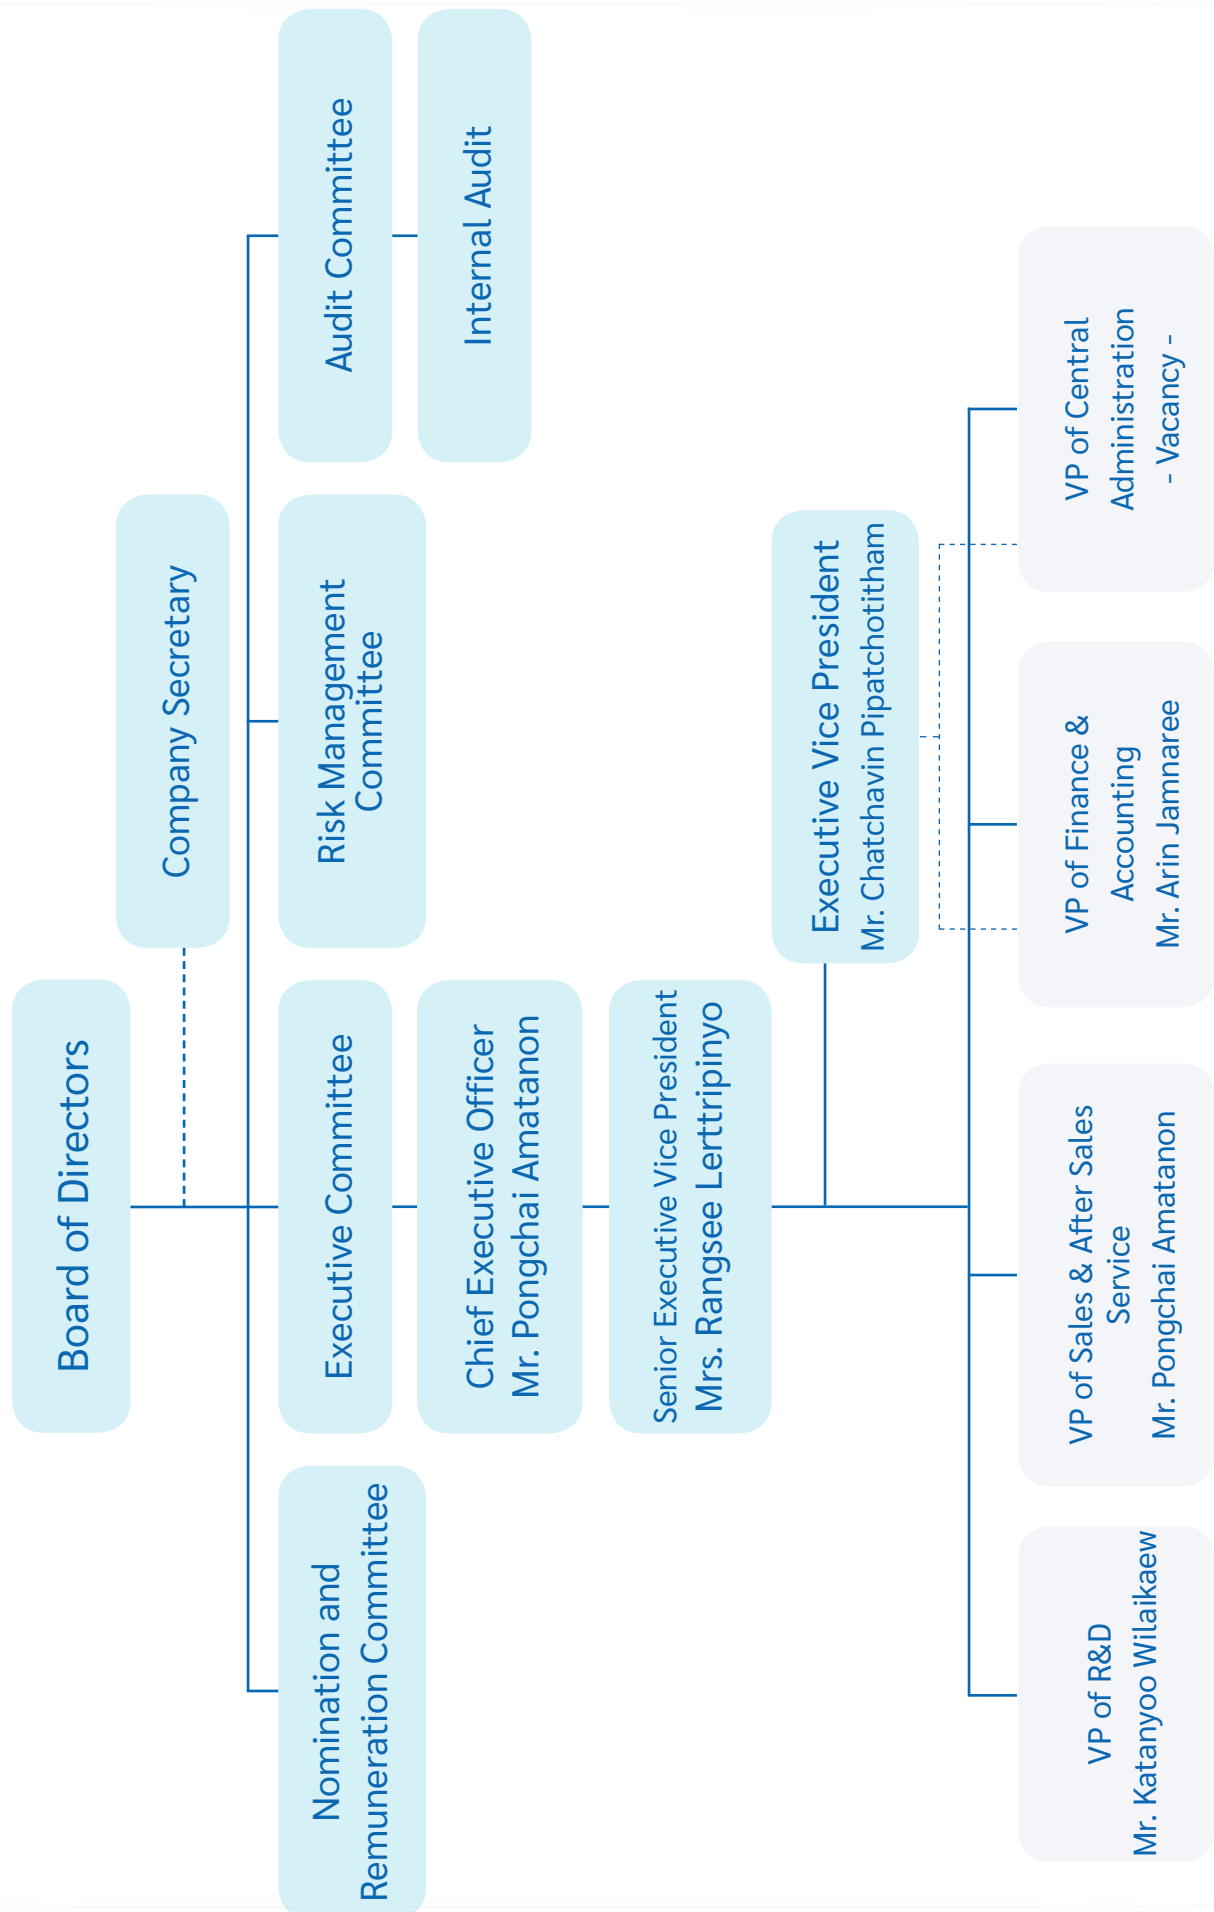 Board of Directors
Company Secretary
Nomination and
Remuneration Committee
Executive Committee
Risk Management
Committee
Audit Committee
Chief Executive Officer
Mr. Pongchai Amatanon
Internal Audit
Senior Executive Vice President
Mrs. Rangsee Lerttripinyo
Executive Vice President
Mr. Chatchavin Pipatchotitham
VP of R&D
Mr. Katanyoo Wilaikaew
VP of Sales & After Sales
Service
Mr. Pongchai Amatanon
VP of Finance &
Accounting
Mr. Arin Jamnaree
VP of Central
Administration
- Vacancy -